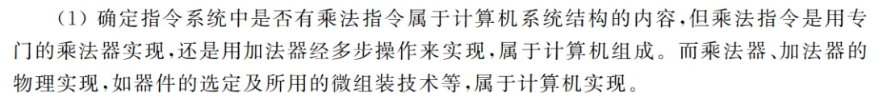 (1) 确定指令系统中是否有乘法指令属于计算机系统结构的内容,但乘法指令是用专
门的乘法器实现,还是用加法器经多步操作来实现,属于计算机组成。而乘法器、加法器的
物理实现,如器件的选定及所用的微组装技术等,属于计算机实现。